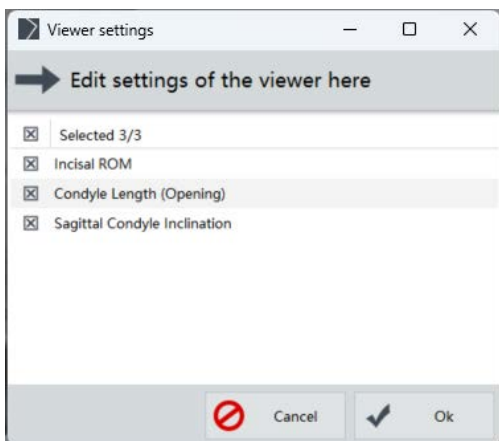 Viewer settings
Edit settings of the viewer here
Selected 3/3
Incisal ROM
Condyle Length (Opening)
Sagittal Condyle Inclination
Cancel Ok